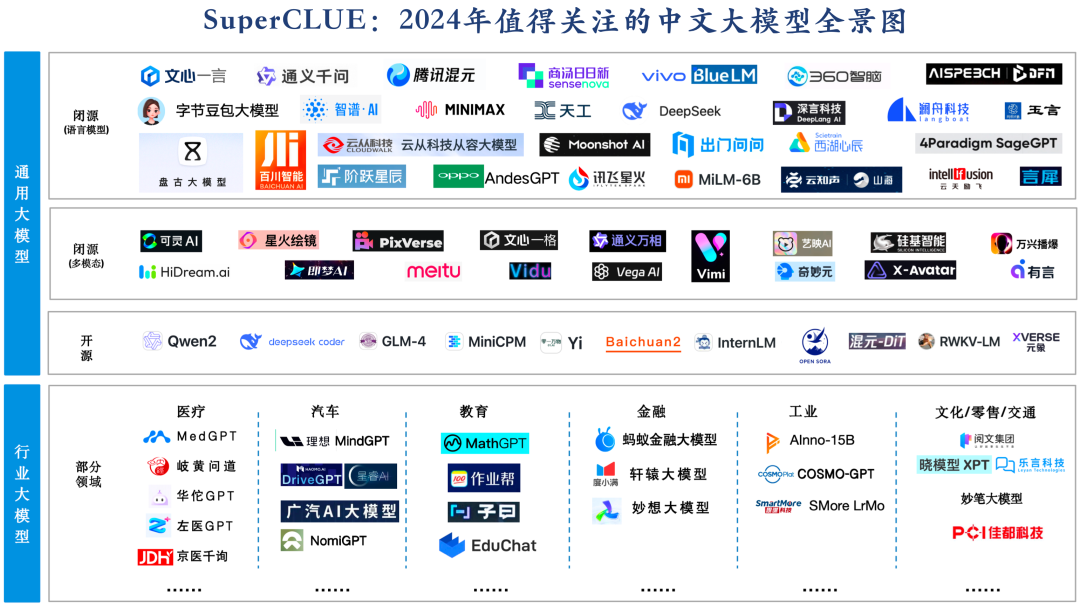 SuperCLUE：2024年值得关注的中文大模型全景图
通用大模型
闭源
(语言模型)
文心一言 通义千问 腾讯混元 商汤日日新 sensenova vivo BlueLM 360智脑 AISPEECH DFM
字节豆包大模型 智谱·AI MINIMAX 天工 DeepSeek 深言科技 DeepLang AI 澜舟科技 langboat 玉言
盘古大模型 百川智能 BAICHUAN AI 云从科技 CLOUDWALK 云从科技从容大模型 Moonshot AI 出门问问 Scietrain 西湖心辰 4Paradigm SageGPT
阶跃星辰 oppo AndesGPT 讯飞星火 iFLYTEK SPARK MiLM-6B 云知声 山海 intellifusion 云天励飞 言犀
闭源
(多模态)
可灵AI 星火绘镜 PixVerse 文心一格 通义万相 Vimi 艺映AI 硅基智能 SILICON INTELLIGENCE 万兴播爆
HiDream.ai 即梦AI meitu Vidu Vega AI 奇妙元 X-Avatar 有言
开源
Qwen2 deepseek coder GLM-4 MiniCPM Yi Baichuan2 InternLM OPEN SORA 混元-DiT RWKV-LM XVERSE 元象
行业大模型
部分领域
医疗
MedGPT
岐黄问道
华佗GPT
左医GPT
JDH 京医千询
......
汽车
理想 MindGPT
HAOMO.AI DriveGPT
广汽AI大模型
NomiGPT
......
教育
MathGPT
100 作业帮
子曰
EduChat
......
金融
蚂蚁金融大模型
度小满 轩辕大模型
妙想大模型
......
工业
AInno-15B
COSMOPlat COSMO-GPT
SmartMore 思谋科技 SMore LrMo
......
文化/零售/交通
阅文集团
晓模型 XPT 乐言科技 Leyan Technologies
妙笔大模型
PCI佳都科技
......